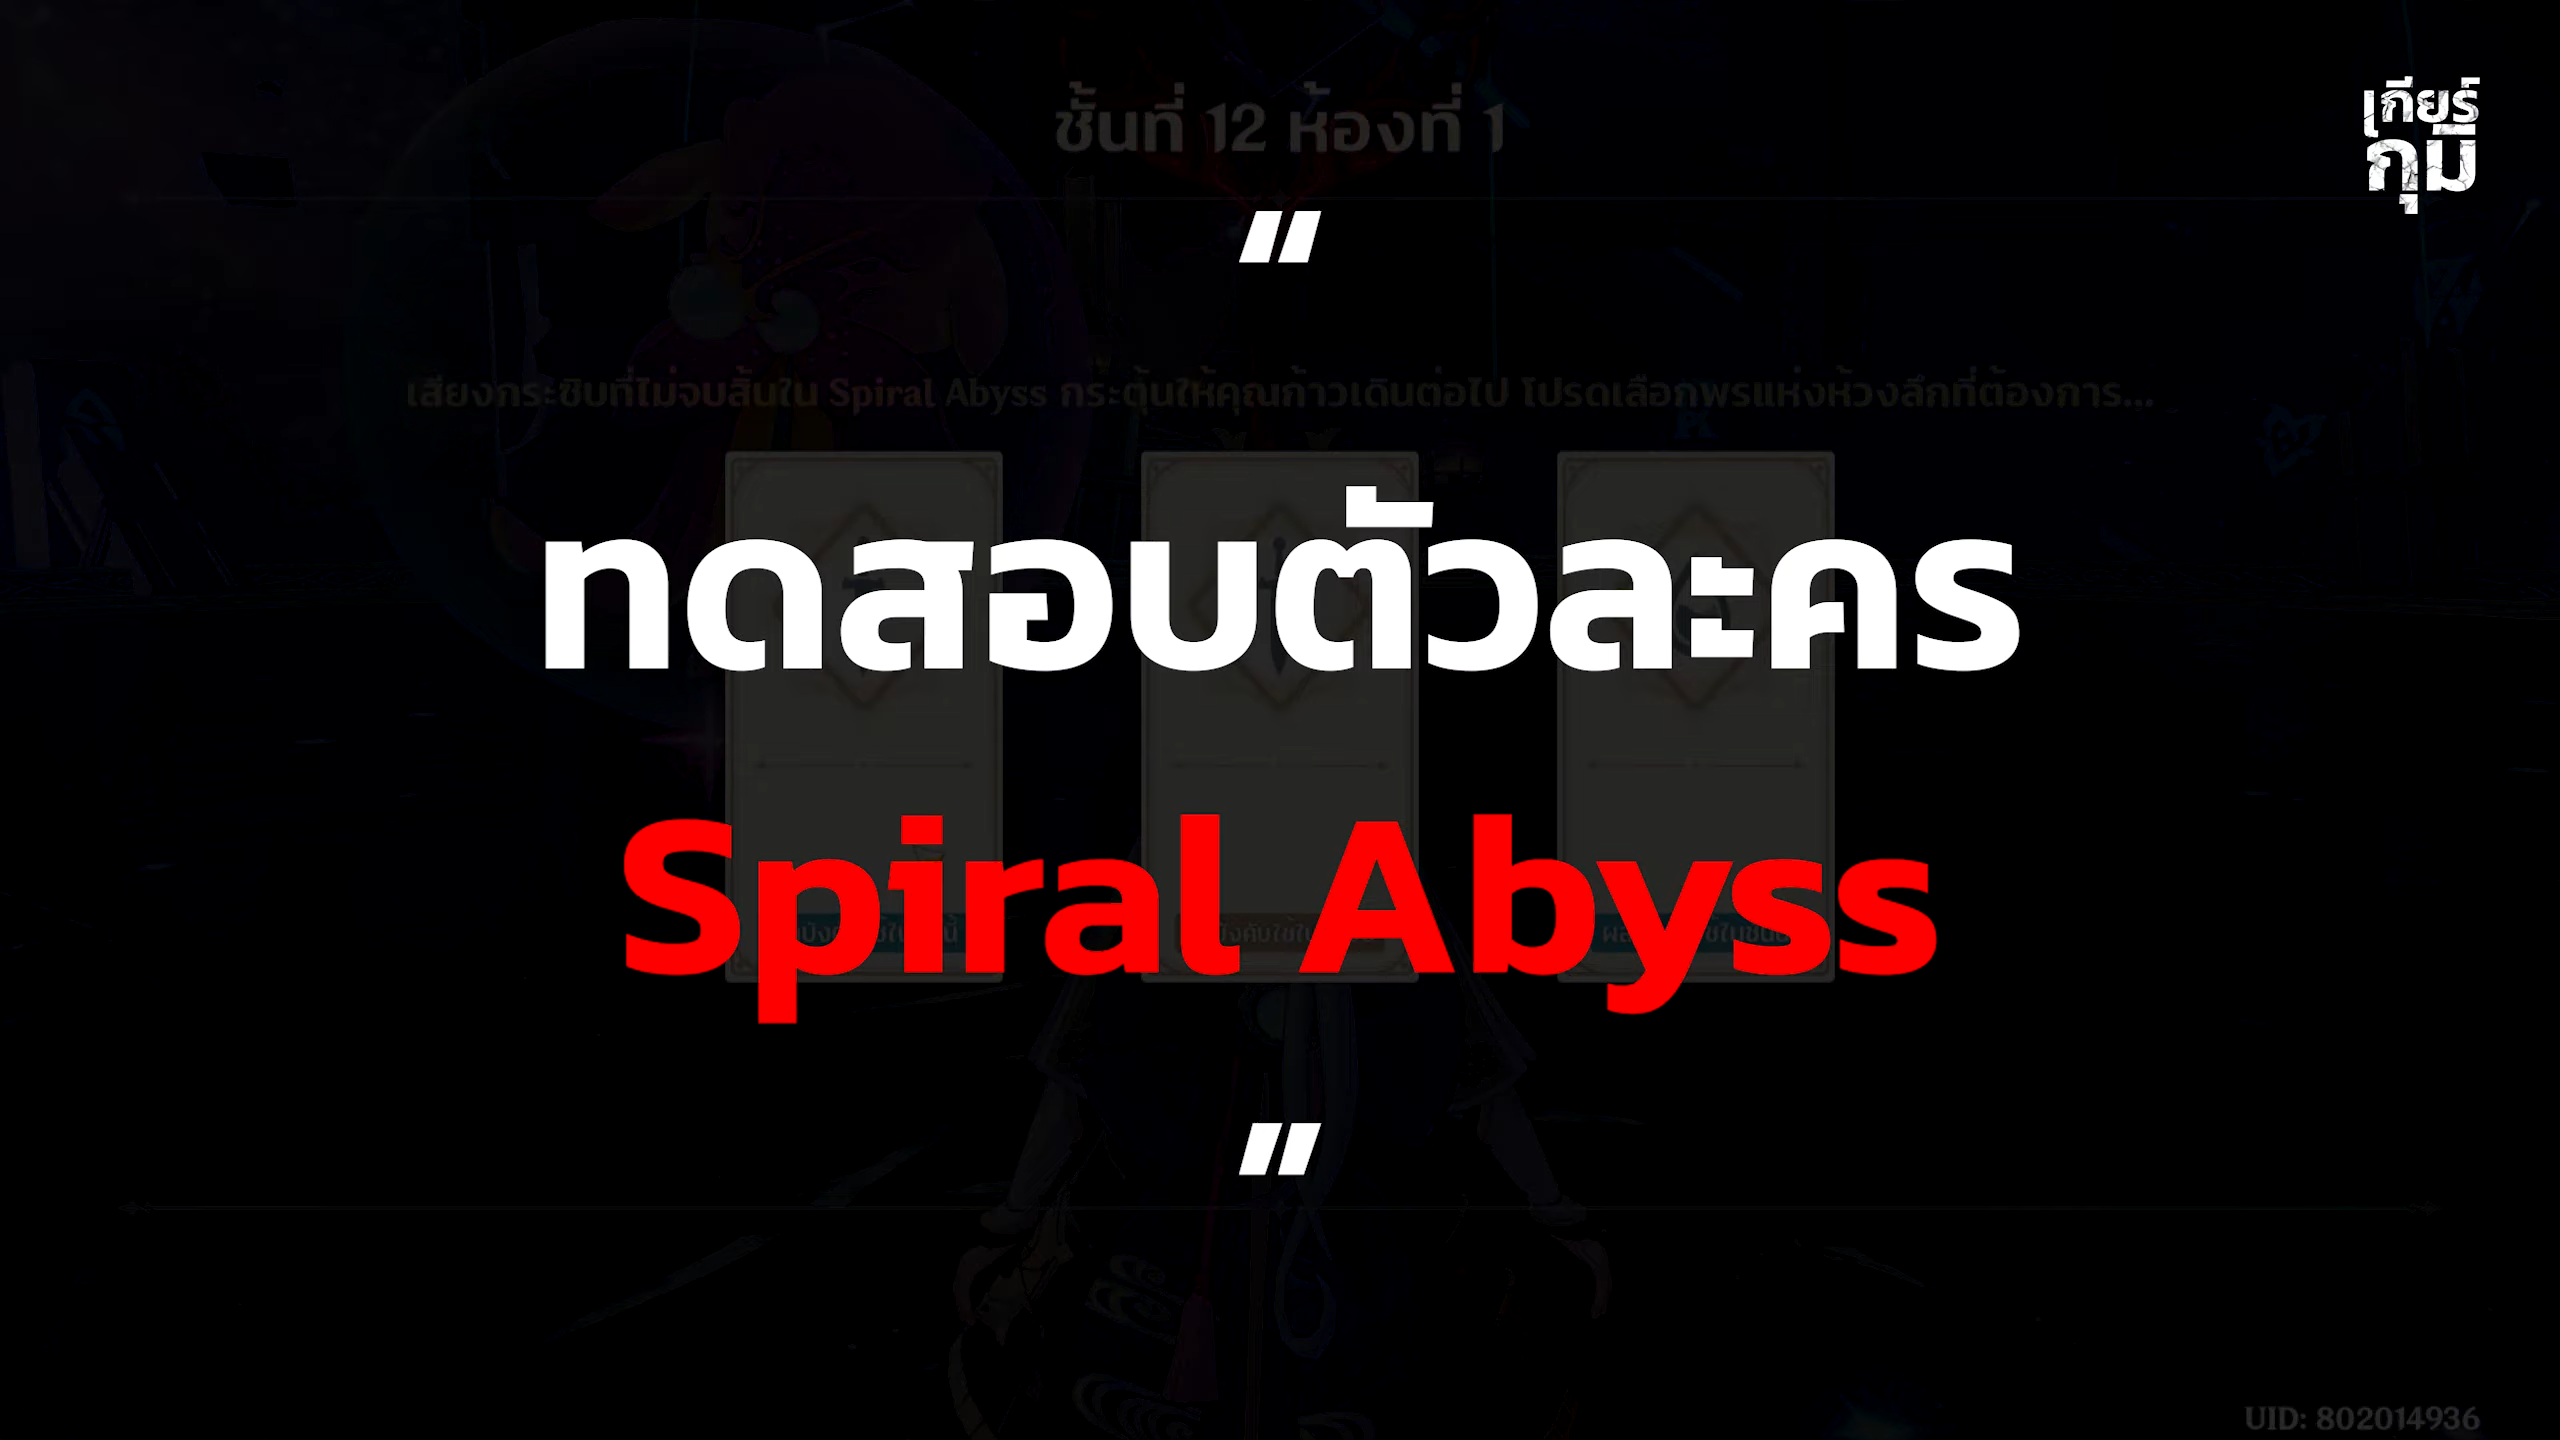 ชั้นที่ 12 ห้องที่ 1
เกียร์
กุมี
“
เสียงกระซิบที่ไม่จบสิ้นใน Spiral Abyss กระตุ้นให้คุณก้าวเดินต่อไป โปรดเลือกพรแห่งห้วงลึกที่ต้องการ...
ทดสอบตัวละคร
Spiral Abyss
”
UID: 802014936